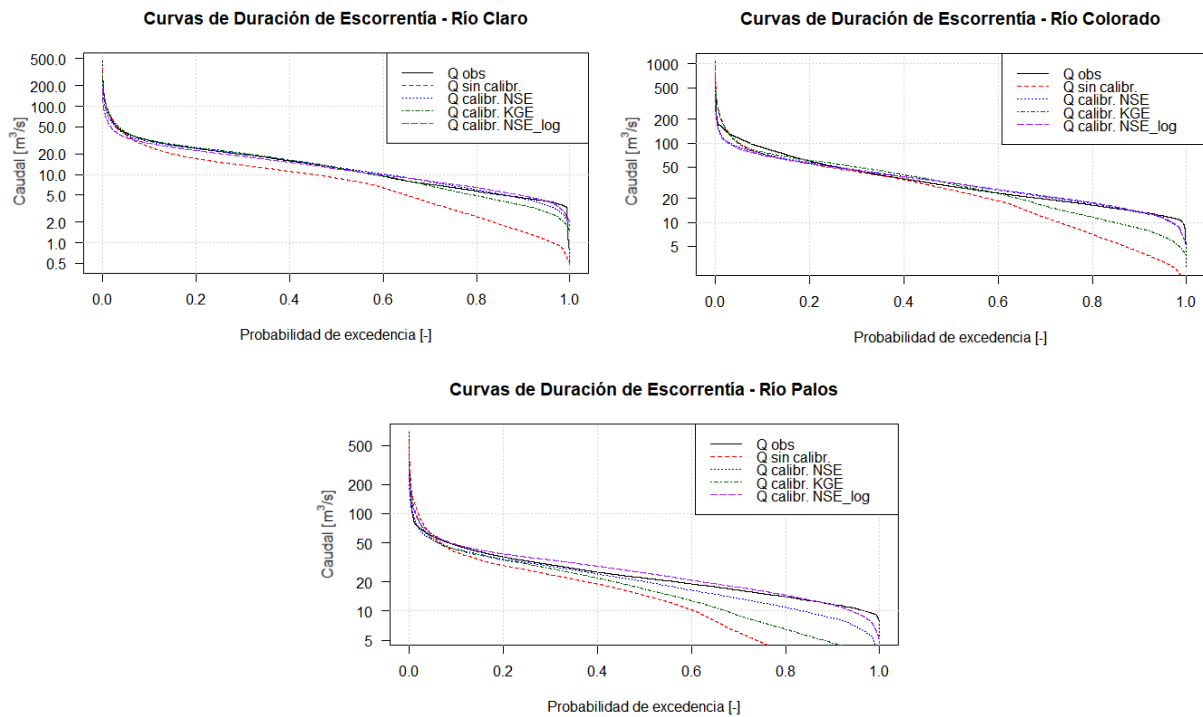 Curvas de Duración de Escorrentía - Río Claro
Caudal [m³/s]
500.0
200.0
100.0
50.0
20.0
10.0
5.0
2.0
1.0
0.5
Q obs
Q sin calibr.
Q calibr. NSE
Q calibr. KGE
Q calibr. NSE_log
0.0 0.2 0.4 0.6 0.8 1.0
Probabilidad de excedencia [-]
Curvas de Duración de Escorrentía - Río Colorado
Caudal [m³/s]
1000
500
100
50
10
5
Q obs
Q sin calibr.
Q calibr. NSE
Q calibr. KGE
Q calibr. NSE_log
0.0 0.2 0.4 0.6 0.8 1.0
Probabilidad de excedencia [-]
Curvas de Duración de Escorrentía - Río Palos
Caudal [m³/s]
500
100
50
20
10
5
Q obs
Q sin calibr.
Q calibr. NSE
Q calibr. KGE
Q calibr. NSE_log
0.0 0.2 0.4 0.6 0.8 1.0
Probabilidad de excedencia [-]